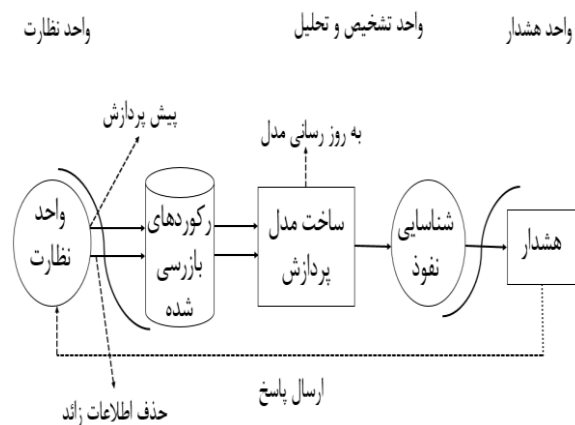 واحد هشدار
واحد تشخیص و تحلیل
واحد نظارت
پیش پردازش
به روز رسانی مدل
واحد
نظارت
رکوردهای
بازرسی
شده
ساخت مدل
پردازش
شناسایی
نفوذ
هشدار
ارسال پاسخ
حذف اطلاعات زائد